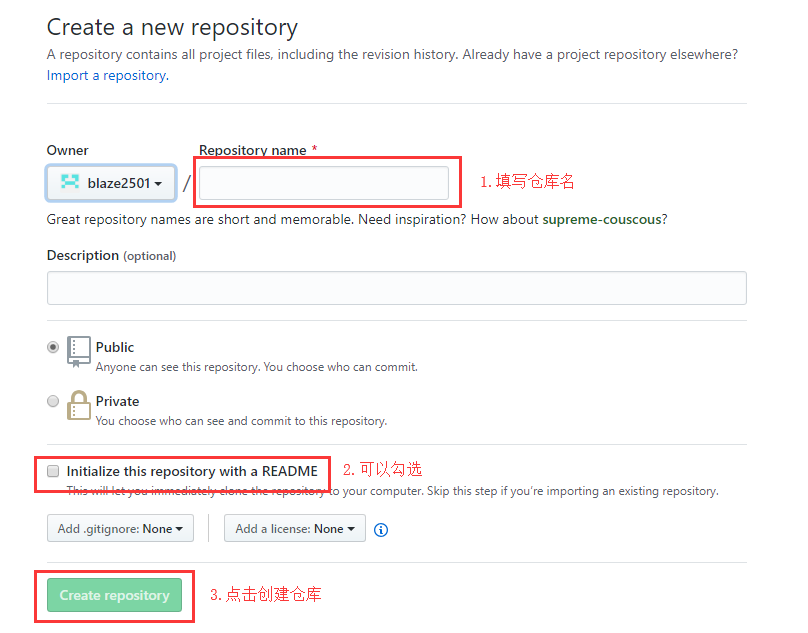 Create a new repository
A repository contains all project files, including the revision history. Already have a project repository elsewhere?
Import a repository.
Owner
Repository name *
blaze2501
/
1. 填写仓库名
Great repository names are short and memorable. Need inspiration? How about supreme-couscous?
Description (optional)
Public
Anyone can see this repository. You choose who can commit.
Private
You choose who can see and commit to this repository.
Initialize this repository with a README
2. 可以勾选
This will let you immediately clone the repository to your computer. Skip this step if you're importing an existing repository.
Add .gitignore: None
Add a license: None
Create repository
3. 点击创建仓库